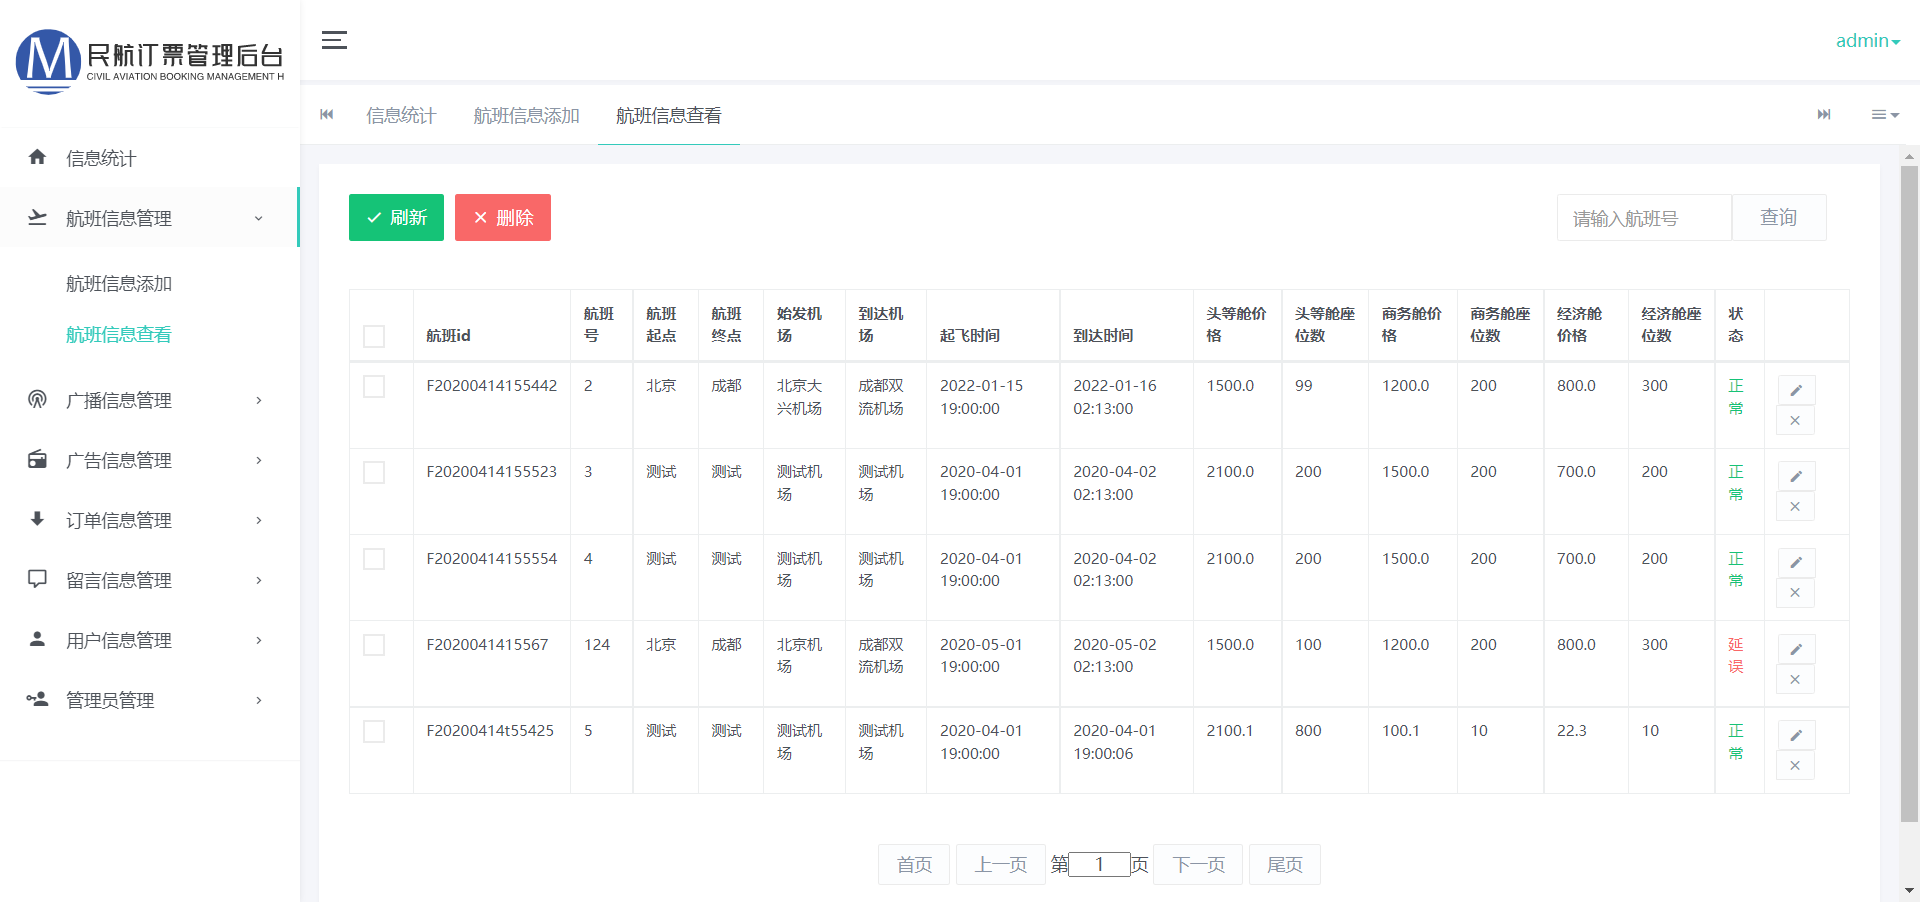 民航订票管理后台
CIVIL AVIATION BOOKING MANAGEMENT H
admin
信息统计
航班信息管理
航班信息添加
航班信息查看
广播信息管理
广告信息管理
订单信息管理
留言信息管理
用户信息管理
管理员管理
信息统计 航班信息添加 航班信息查看
刷新 删除 请输入航班号 查询
航班id 航班号 航班起点 航班终点 始发机场 到达机场 起飞时间 到达时间 头等舱价格 头等舱座位数 商务舱价格 商务舱座位数 经济舱价格 经济舱座位数 状态
F20200414155442 2 北京 成都 北京大兴机场 成都双流机场 2022-01-15 19:00:00 2022-01-16 02:13:00 1500.0 99 1200.0 200 800.0 300 正常
F20200414155523 3 测试 测试 测试机场 测试机场 2020-04-01 19:00:00 2020-04-02 02:13:00 2100.0 200 1500.0 200 700.0 200 正常
F20200414155554 4 测试 测试 测试机场 测试机场 2020-04-01 19:00:00 2020-04-02 02:13:00 2100.0 200 1500.0 200 700.0 200 正常
F2020041415567 124 北京 成都 北京机场 成都双流机场 2020-05-01 19:00:00 2020-05-02 02:13:00 1500.0 100 1200.0 200 800.0 300 延误
F20200414t55425 5 测试 测试 测试机场 测试机场 2020-04-01 19:00:00 2020-04-01 19:00:06 2100.1 800 100.1 10 22.3 10 正常
首页 上一页 第 1 页 下一页 尾页